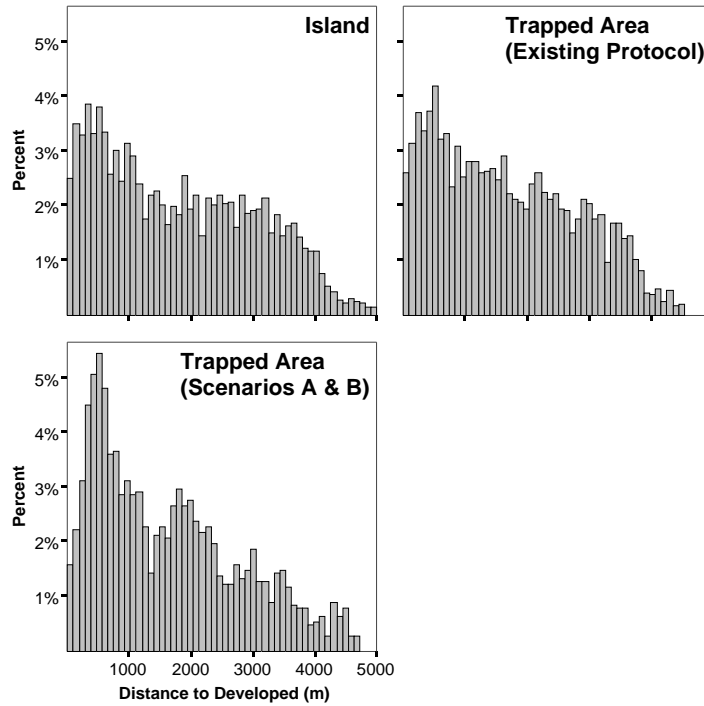 Island
5%
4%
3%
2%
1%
Percent
Trapped Area
(Existing Protocol)
Trapped Area
(Scenarios A & B)
5%
4%
3%
2%
1%
Percent
1000 2000 3000 4000 5000
Distance to Developed (m)